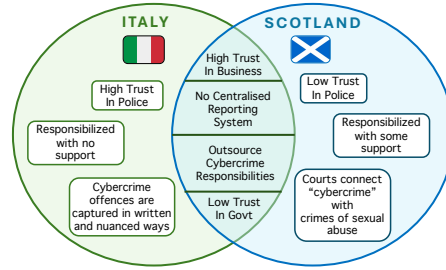 ITALY
SCOTLAND
High Trust
In Business
High Trust
In Police
Low Trust
In Police
No Centralised
Reporting
System
Responsibilized
with no
support
Responsibilized
with some
support
Outsource
Cybercrime
Responsibilities
Cybercrime
offences are
captured in written
and nuanced ways
Courts connect
“cybercrime”
with
crimes of sexual
abuse
Low Trust
In Govt